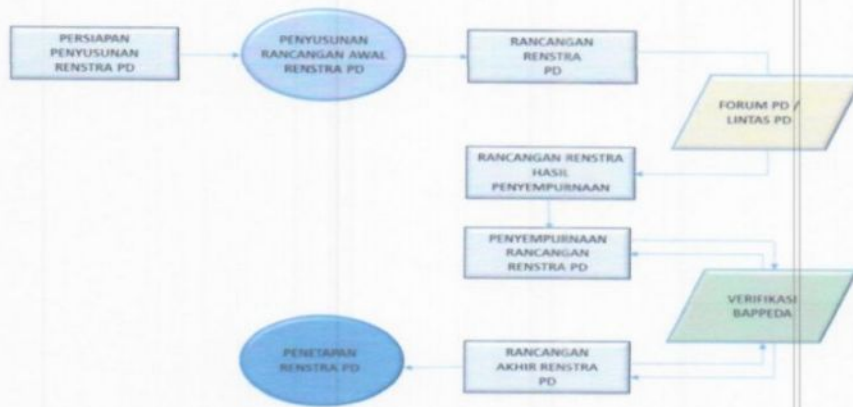 PERSIAPAN
PENYUSUNAN
RENSTRA PD
PENYUSUNAN
RANCANGAN AWAL
RENSTRA PD
RANCANGAN
RENSTRA
PD
FORUM PD /
LINTAS PD
RANCANGAN RENSTRA
HASIL
PENYEMPURNAAN
PENYEMPURNAAN
RANCANGAN
RENSTRA PD
VERIFIKASI
BAPPEDA
PENETAPAN
RENSTRA PD
RANCANGAN
AKHIR RENSTRA
PD